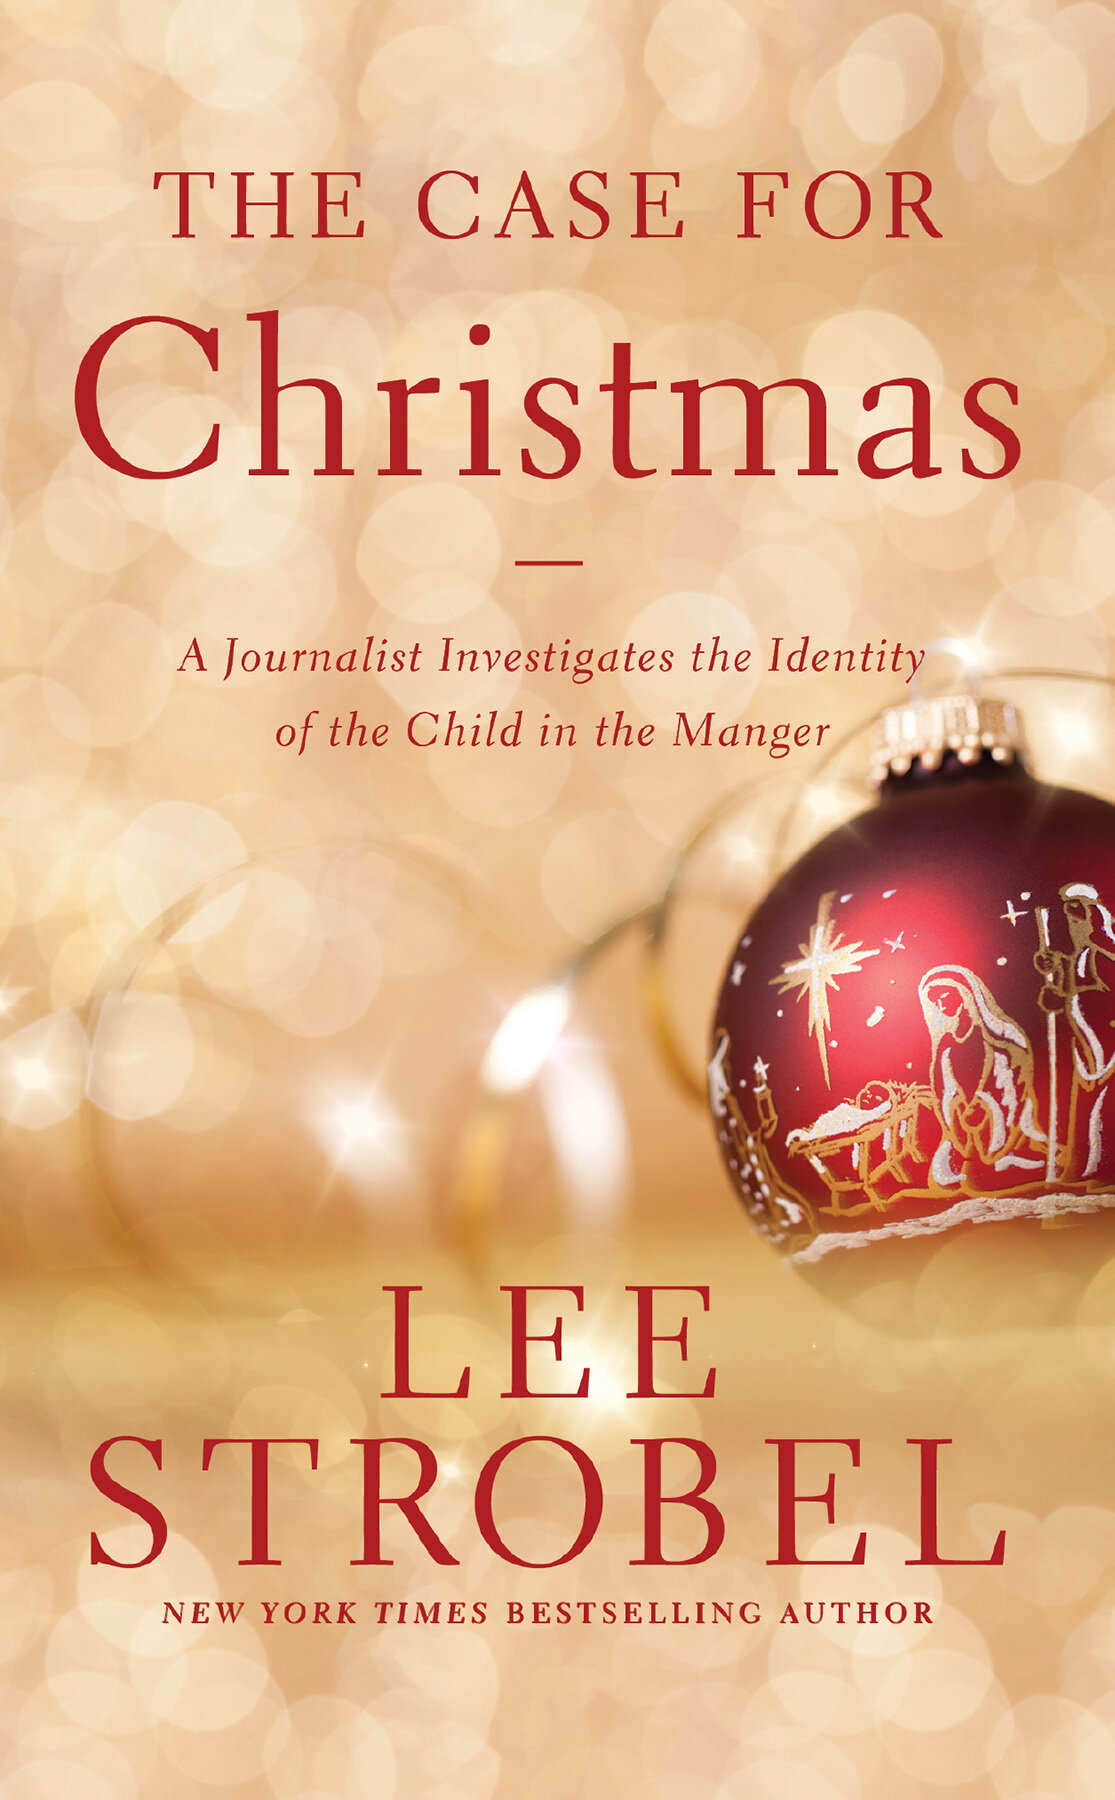 THE CASE FOR
Christmas
—
A Journalist Investigates the Identity
of the Child in the Manger
LEE
STROBEL
NEW YORK TIMES BESTSELLING AUTHOR